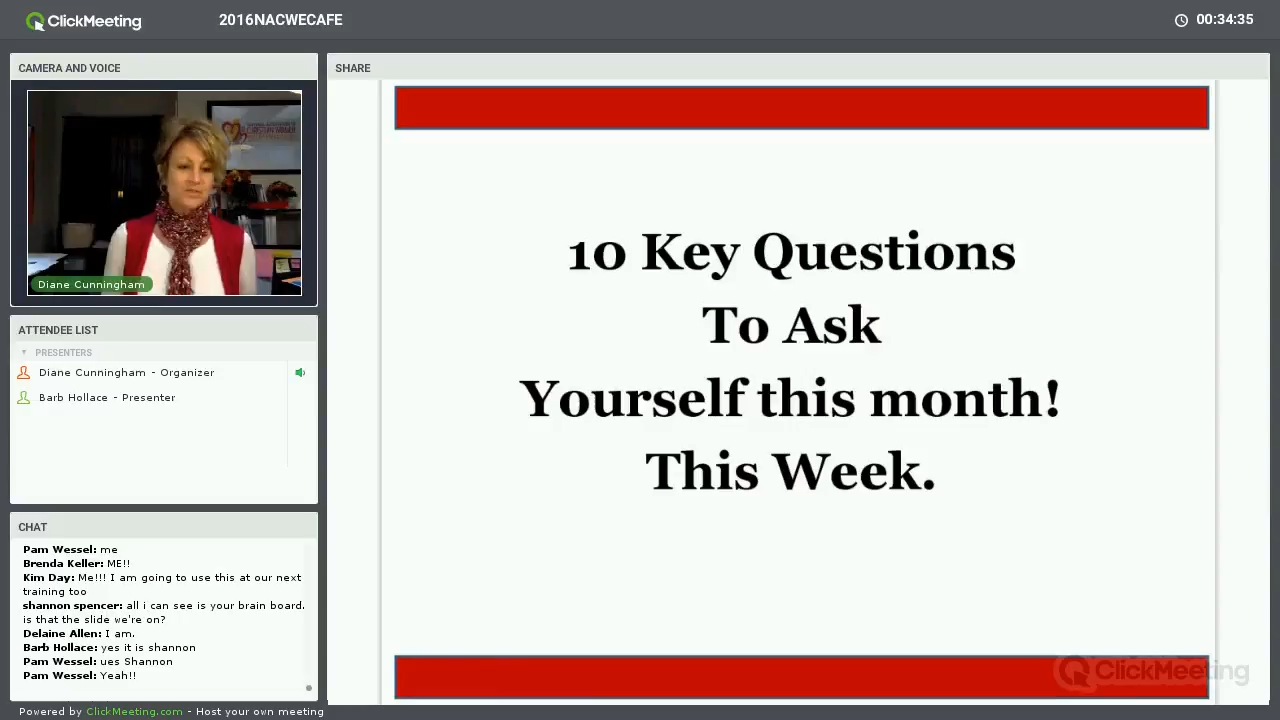 ClickMeeting
2016NACWECAFE
00:34:35
CAMERA AND VOICE
Diane Cunningham
ATTENDEE LIST
PRESENTERS
Diane Cunningham - Organizer
Barb Hollace - Presenter
CHAT
Pam Wessel: me
Brenda Keller: ME!!
Kim Day: Me!!! I am going to use this at our next
training too
shannon spencer: all i can see is your brain board.
is that the slide we're on?
Delaine Allen: I am.
Barb Hollace: yes it is shannon
Pam Wessel: ues Shannon
Pam Wessel: Yeah!!
Powered by ClickMeeting.com - Host your own meeting
SHARE
10 Key Questions
To Ask
Yourself this month!
This Week.
ClickMeeting